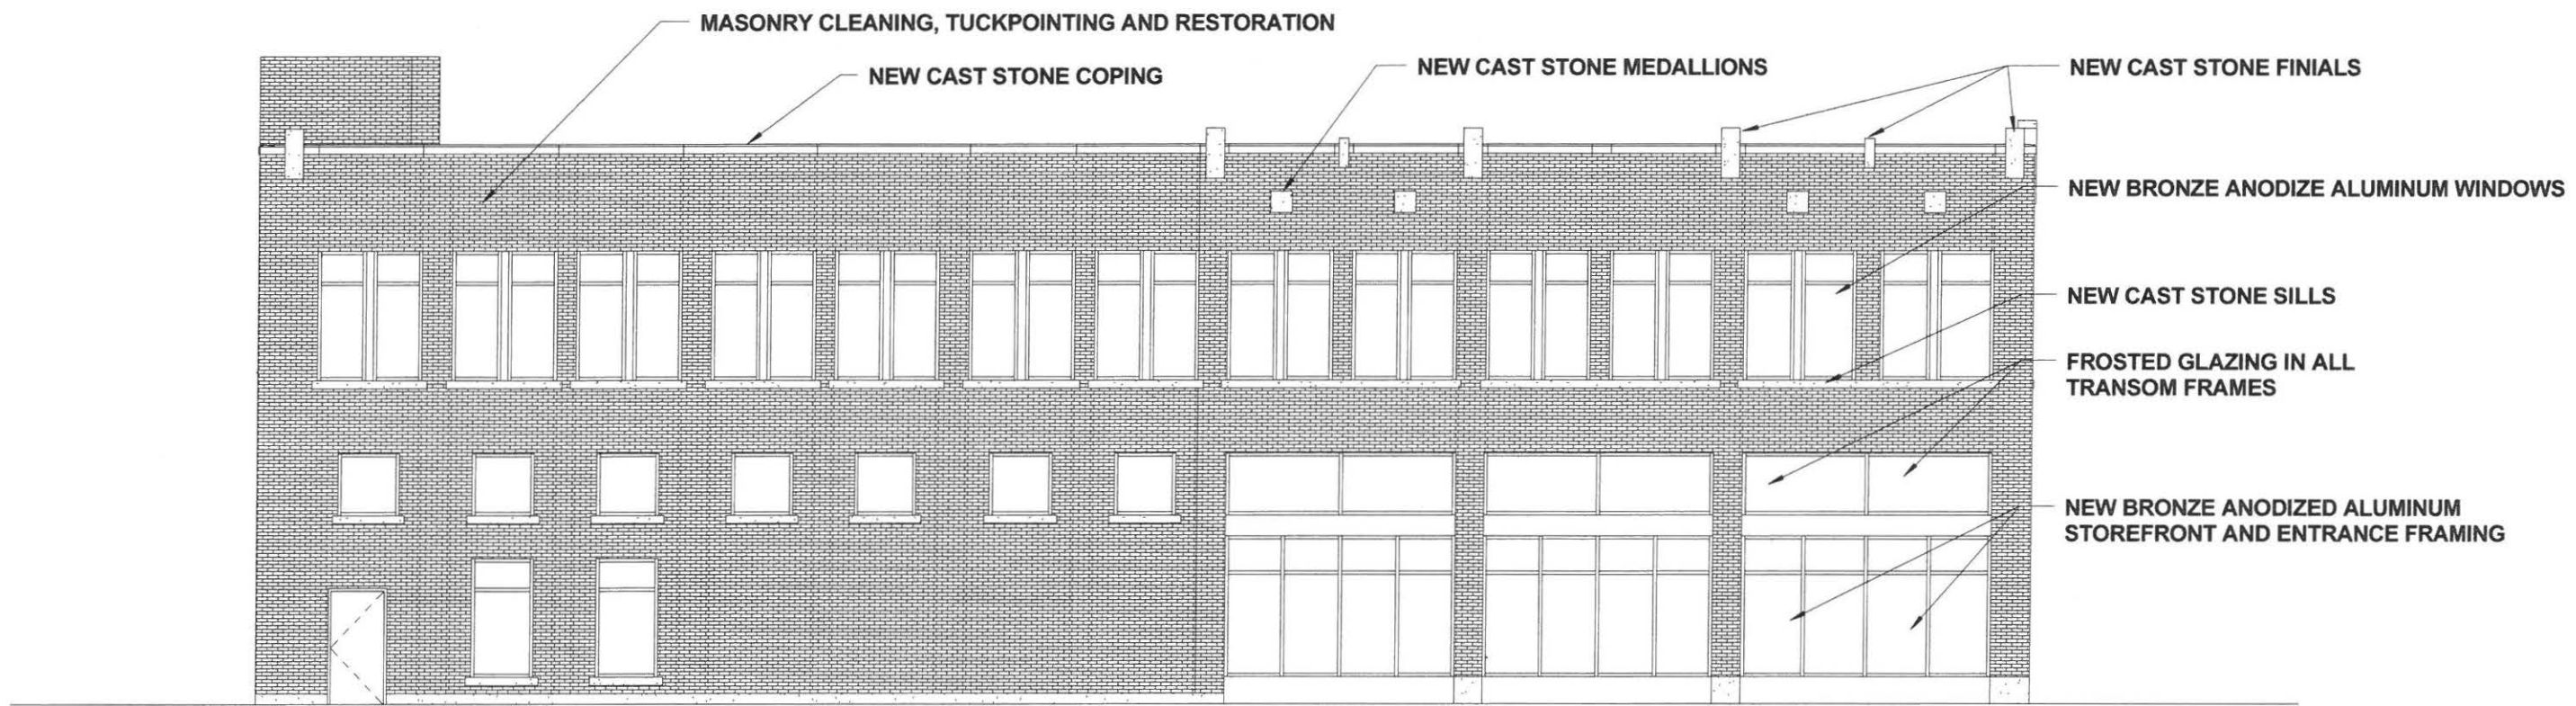 MASONRY CLEANING, TUCKPOINTING AND RESTORATION
NEW CAST STONE COPING
NEW CAST STONE MEDALLIONS
NEW CAST STONE FINIALS
NEW BRONZE ANODIZE ALUMINUM WINDOWS
NEW CAST STONE SILLS
FROSTED GLAZING IN ALL
TRANSOM FRAMES
NEW BRONZE ANODIZED ALUMINUM
STOREFRONT AND ENTRANCE FRAMING